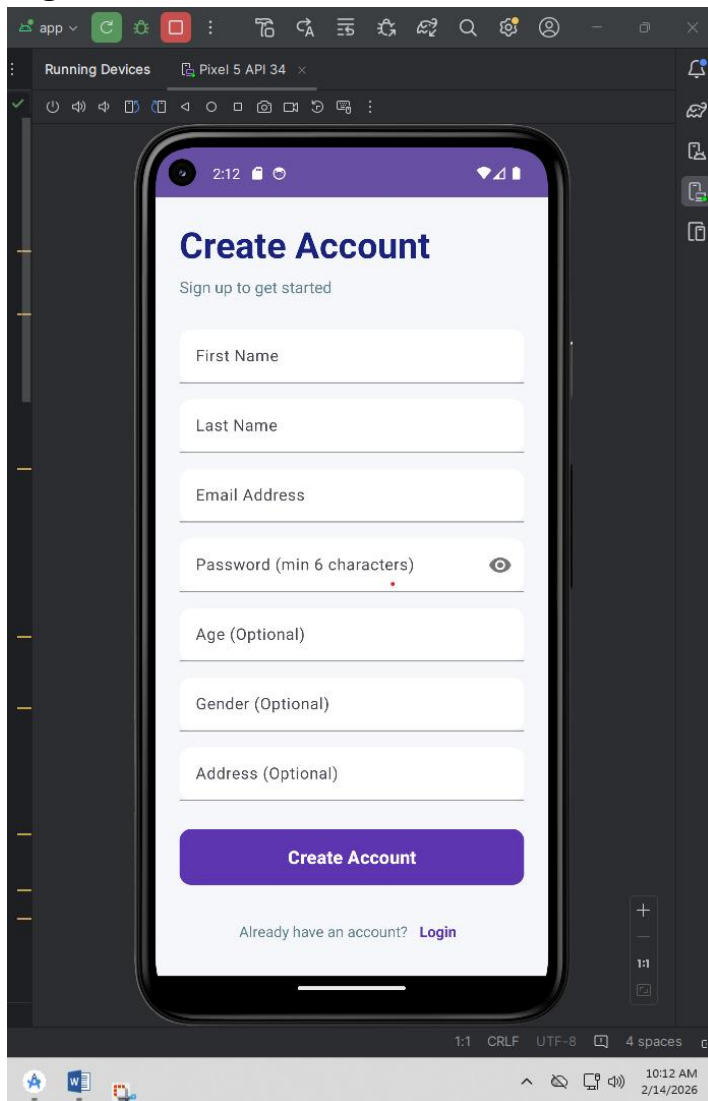 app
Running Devices
Pixel 5 API 34
2:12
Create Account
Sign up to get started
First Name
Last Name
Email Address
Password (min 6 characters)
Age (Optional)
Gender (Optional)
Address (Optional)
Create Account
Already have an account? Login
1:1
1:1 CRLF UTF-8 4 spaces
10:12 AM
2/14/2026